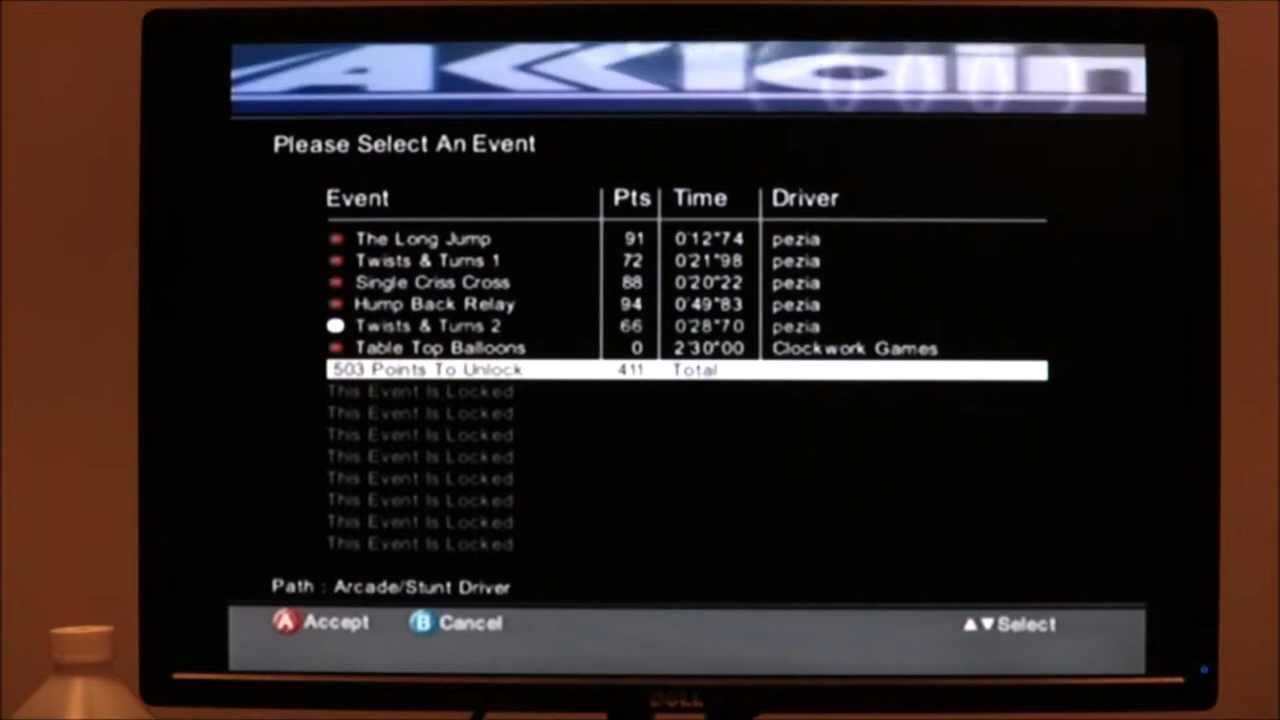 Acclaim
Please Select An Event
Event Pts Time Driver
The Long Jump 91 0'12"74 pezia
Twists & Turns 1 72 0'21"98 pezia
Single Criss Cross 88 0'20"22 pezia
Hump Back Relay 94 0'49"83 pezia
Twists & Turns 2 66 0'28"70 pezia
Table Top Balloons 0 2'30"00 Clockwork Games
503 Points To Unlock 411 Total
This Event Is Locked
This Event Is Locked
This Event Is Locked
This Event Is Locked
This Event Is Locked
This Event Is Locked
This Event Is Locked
This Event Is Locked
Path : Arcade/Stunt Driver
A Accept B Cancel ▲▼Select
DELL